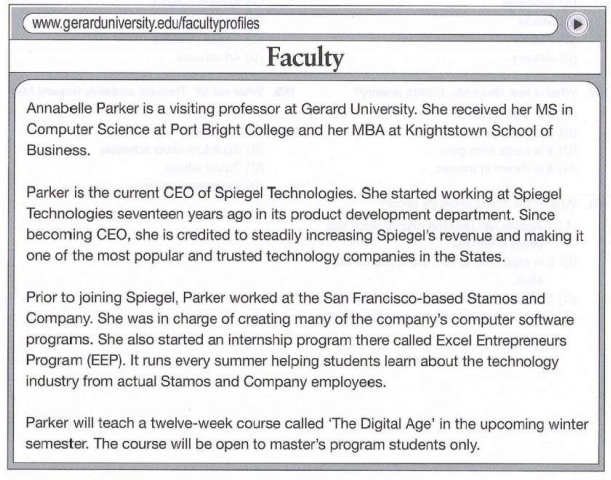 www.gerarduniversity.edu/facultyprofiles
Faculty
Annabelle Parker is a visiting professor at Gerard University. She received her MS in
Computer Science at Port Bright College and her MBA at Knightstown School of
Business.
Parker is the current CEO of Spiegel Technologies. She started working at Spiegel
Technologies seventeen years ago in its product development department. Since
becoming CEO, she is credited to steadily increasing Spiegel's revenue and making it
one of the most popular and trusted technology companies in the States.
Prior to joining Spiegel, Parker worked at the San Francisco-based Stamos and
Company. She was in charge of creating many of the company's computer software
programs. She also started an internship program there called Excel Entrepreneurs
Program (EEP). It runs every summer helping students learn about the technology
industry from actual Stamos and Company employees.
Parker will teach a twelve-week course called 'The Digital Age' in the upcoming winter
semester. The course will be open to master's program students only.